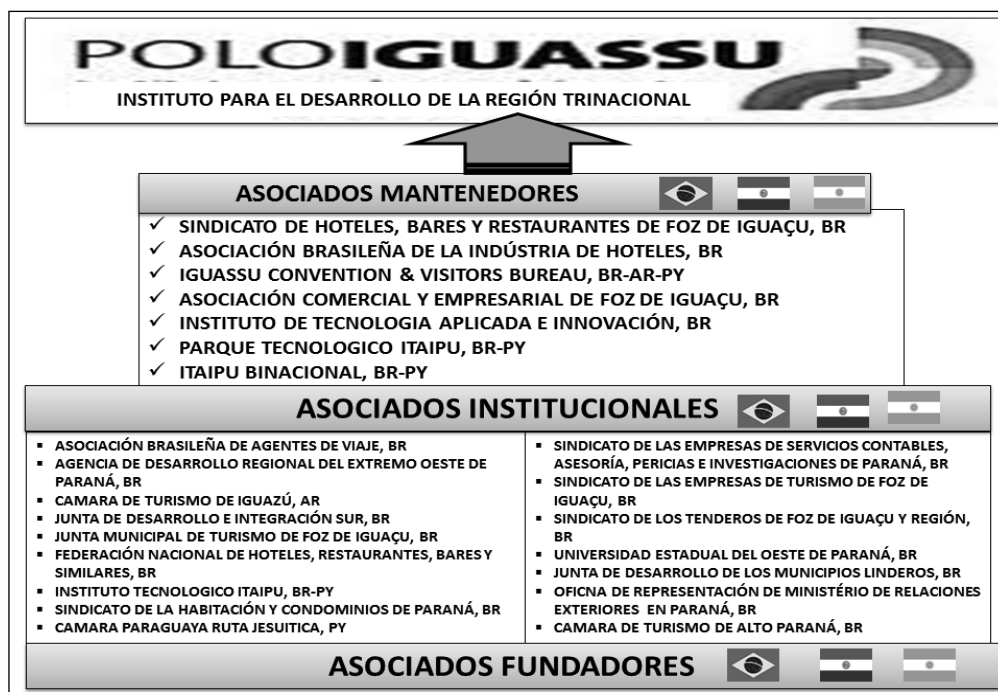 POLOIGUASSU
INSTITUTO PARA EL DESARROLLO DE LA REGIÓN TRINACIONAL
ASOCIADOS MANTENEDORES
✓ SINDICATO DE HOTELES, BARES Y RESTAURANTES DE FOZ DE IGUAÇU, BR
✓ ASOCIACIÓN BRASILEÑA DE LA INDÚSTRIA DE HOTELES, BR
✓ IGUASSU CONVENTION & VISITORS BUREAU, BR-AR-PY
✓ ASOCIACIÓN COMERCIAL Y EMPRESARIAL DE FOZ DE IGUAÇU, BR
✓ INSTITUTO DE TECNOLOGIA APLICADA E INNOVACIÓN, BR
✓ PARQUE TECNOLOGICO ITAIPU, BR-PY
✓ ITAIPU BINACIONAL, BR-PY
ASOCIADOS INSTITUCIONALES
▪ ASOCIACIÓN BRASILEÑA DE AGENTES DE VIAJE, BR
▪ AGENCIA DE DESARROLLO REGIONAL DEL EXTREMO OESTE DE
PARANÁ, BR
▪ CAMARA DE TURISMO DE IGUAZÚ, AR
▪ JUNTA DE DESARROLLO E INTEGRACIÓN SUR, BR
▪ JUNTA MUNICIPAL DE TURISMO DE FOZ DE IGUAÇU, BR
▪ FEDERACIÓN NACIONAL DE HOTELES, RESTAURANTES, BARES Y
SIMILARES, BR
▪ INSTITUTO TECNOLOGICO ITAIPU, BR-PY
▪ SINDICATO DE LA HABITACIÓN Y CONDOMINIOS DE PARANÁ, BR
▪ CAMARA PARAGUAYA RUTA JESUITICA, PY
▪ SINDICATO DE LAS EMPRESAS DE SERVICIOS CONTABLES,
ASESORÍA, PERICIAS E INVESTIGACIONES DE PARANÁ, BR
▪ SINDICATO DE LAS EMPRESAS DE TURISMO DE FOZ DE
IGUAÇU, BR
▪ SINDICATO DE LOS TENDEROS DE FOZ DE IGUAÇU Y REGIÓN,
BR
▪ UNIVERSIDAD ESTADUAL DEL OESTE DE PARANÁ, BR
▪ JUNTA DE DESARROLLO DE LOS MUNICIPIOS LINDEROS, BR
▪ OFICNA DE REPRESENTACIÓN DE MINISTÉRIO DE RELACIONES
EXTERIORES EN PARANÁ, BR
▪ CAMARA DE TURISMO DE ALTO PARANÁ, BR
ASOCIADOS FUNDADORES